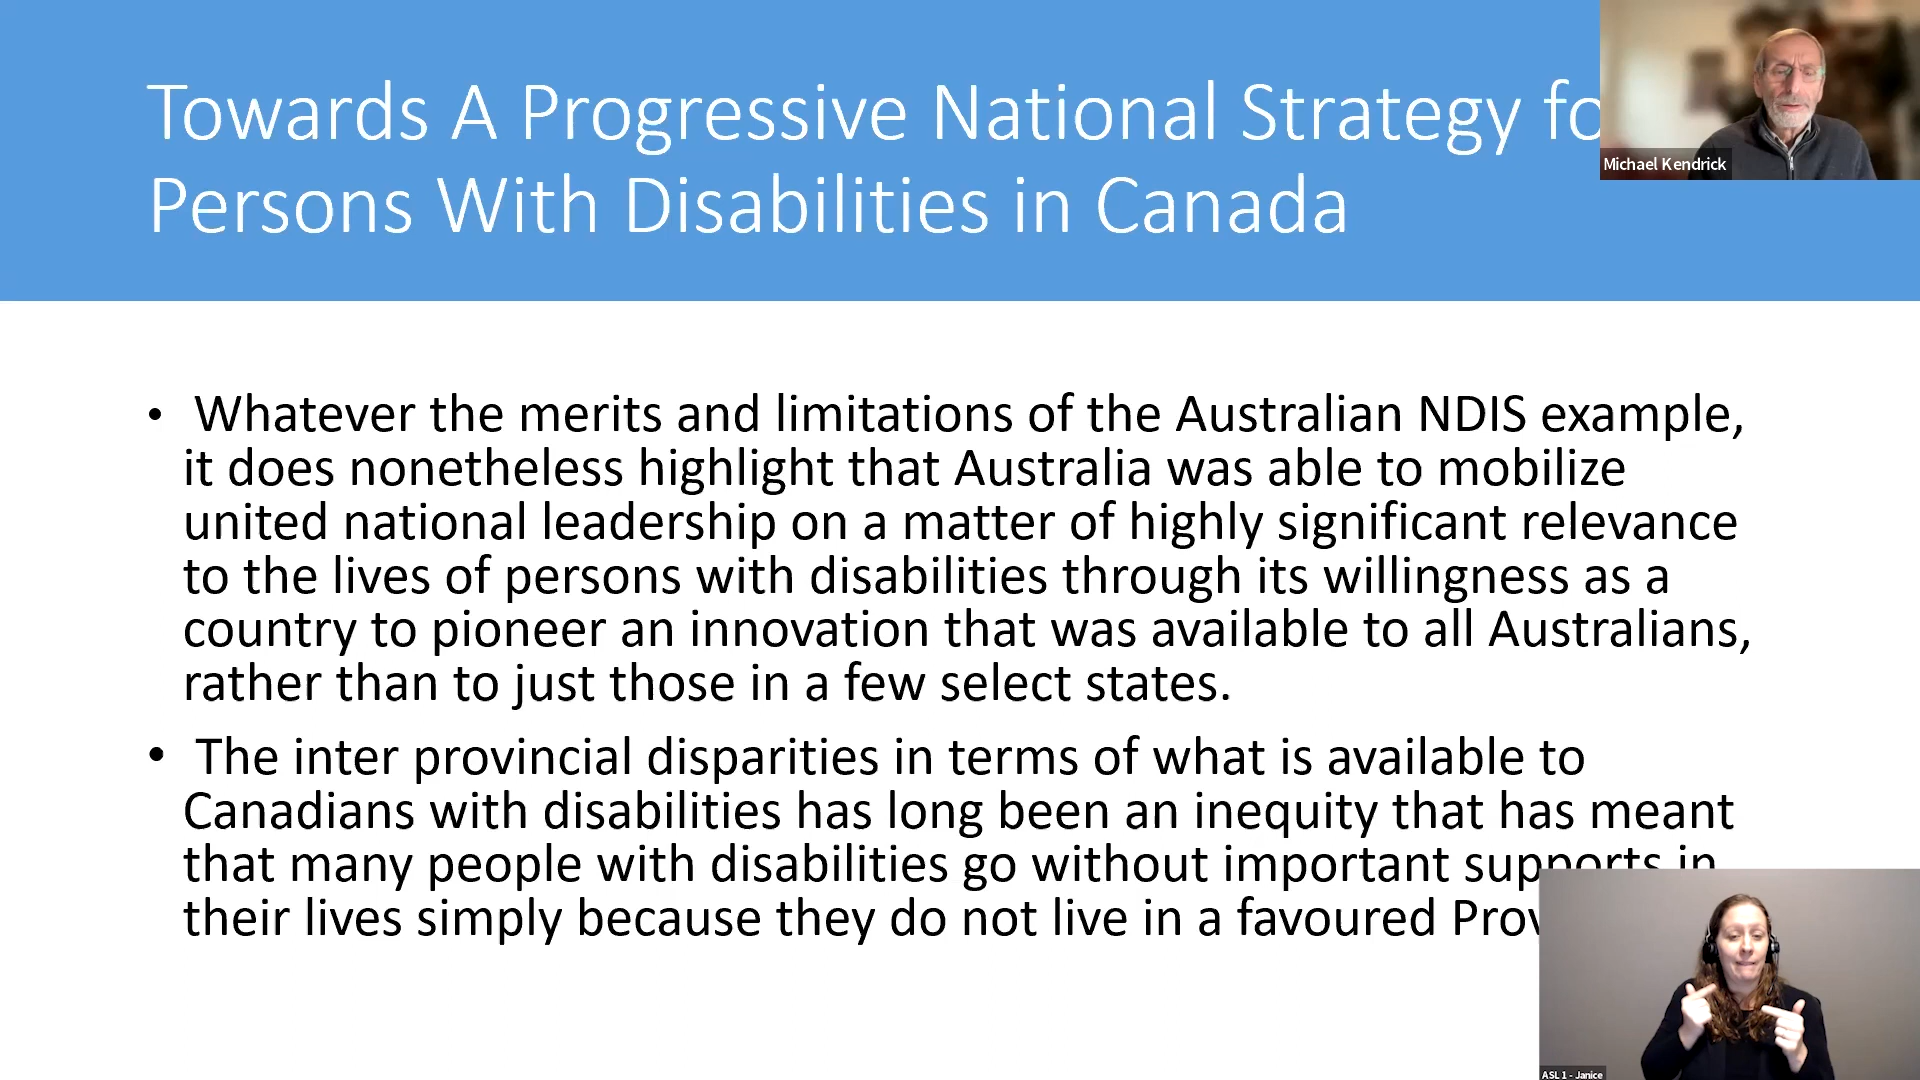 Towards A Progressive National Strategy fo
Persons With Disabilities in Canada
Michael Kendrick
• Whatever the merits and limitations of the Australian NDIS example,
it does nonetheless highlight that Australia was able to mobilize
united national leadership on a matter of highly significant relevance
to the lives of persons with disabilities through its willingness as a
country to pioneer an innovation that was available to all Australians,
rather than to just those in a few select states.
• The inter provincial disparities in terms of what is available to
Canadians with disabilities has long been an inequity that has meant
that many people with disabilities go without important supports in
their lives simply because they do not live in a favoured Prov
ASL 1 - Janice